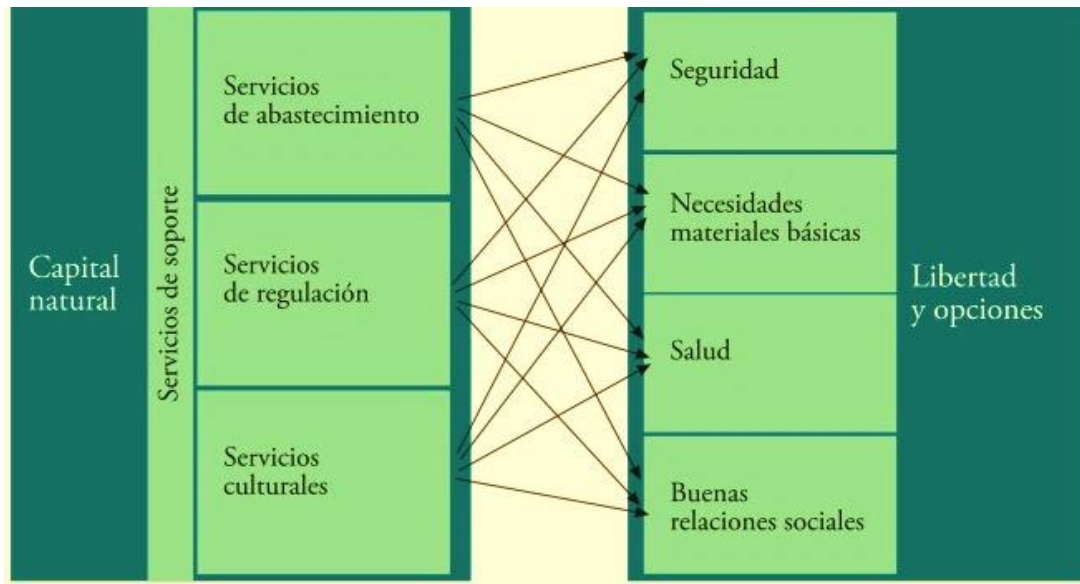 Capital
natural
Servicios de soporte
Servicios
de abastecimiento
Servicios
de regulación
Servicios
culturales
Seguridad
Necesidades
materiales básicas
Salud
Buenas
relaciones sociales
Libertad
y opciones